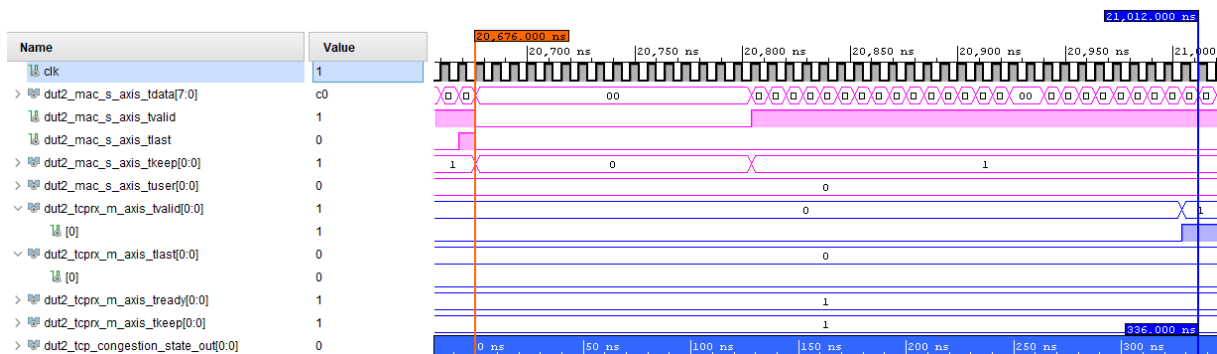 21,012.000 ns
20,676.000 ns
Name Value 20,700 ns 20,750 ns 20,800 ns 20,850 ns 20,900 ns 20,950 ns 21,000
clk 1
dut2_mac_s_axis_tdata[7:0] c0 00 00
dut2_mac_s_axis_tvalid 1
dut2_mac_s_axis_tlast 0
dut2_mac_s_axis_tkeep[0:0] 1 1 0 1
dut2_mac_s_axis_tuser[0:0] 0 0
dut2_tcprx_m_axis_tvalid[0:0] 1 0 1
[0] 1
dut2_tcprx_m_axis_tlast[0:0] 0 0
[0] 0
dut2_tcprx_m_axis_tready[0:0] 1 1
dut2_tcprx_m_axis_tkeep[0:0] 1 1
336.000 ns
dut2_tcp_congestion_state_out[0:0] 0 0 ns 50 ns 100 ns 150 ns 200 ns 250 ns 300 ns